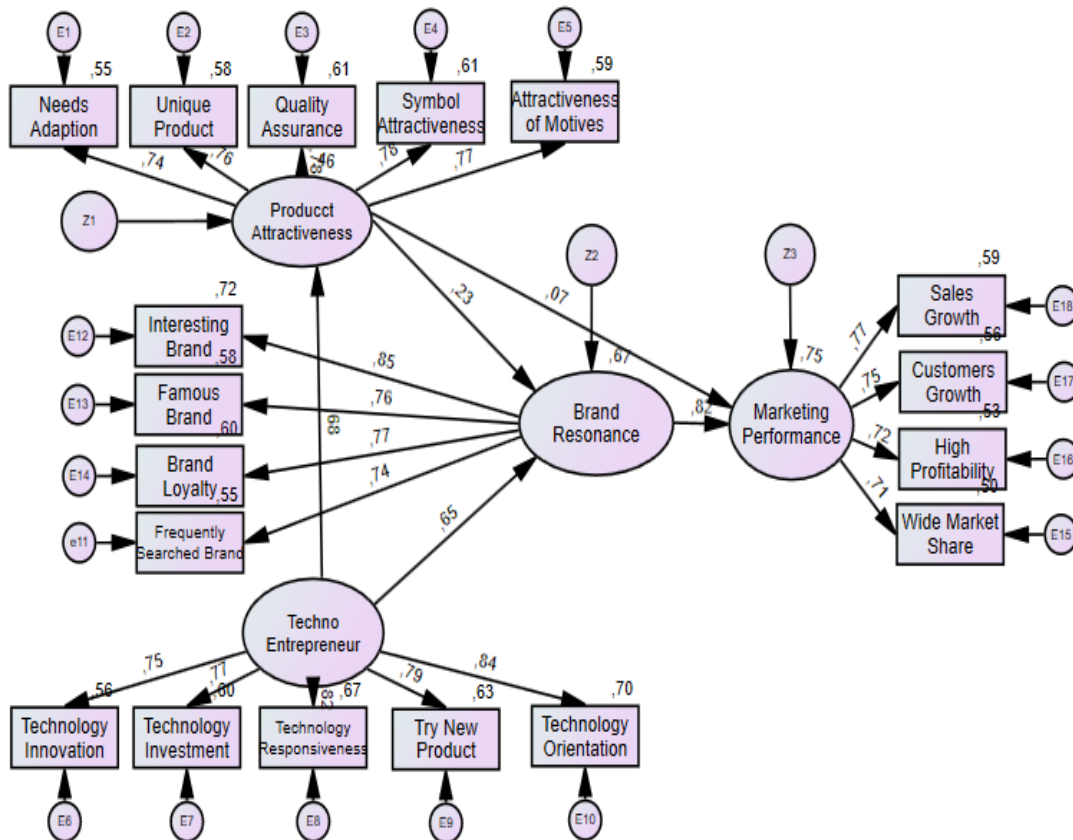 E1
E2
E3
E4
E5
,55
,58
,61
,61
,59
Needs
Adaption
Unique
Product
Quality
Assurance
Symbol
Attractiveness
Attractiveness
of Motives
,74
,76
,78
,46
,78
,77
Z1
Producct
Attractiveness
Z2
Z3
,23
,07
,59
Sales
Growth
E18
,72
Interesting
Brand
E12
,85
,58
Famous
Brand
E13
,76
,60
Brand
Loyalty
E14
,77
,55
Frequently
Searched Brand
e11
,74
,68
,65
,67
Brand
Resonance
,82
,75
Marketing
Performance
,77
,75
,72
,71
,56
Customers
Growth
E17
,53
High
Profitability
E16
,50
Wide Market
Share
E15
Techno
Entrepreneur
,75
,77
,82
,79
,84
,56
,60
,67
,63
,70
Technology
Innovation
Technology
Investment
Technology
Responsiveness
Try New
Product
Technology
Orientation
E6
E7
E8
E9
E10